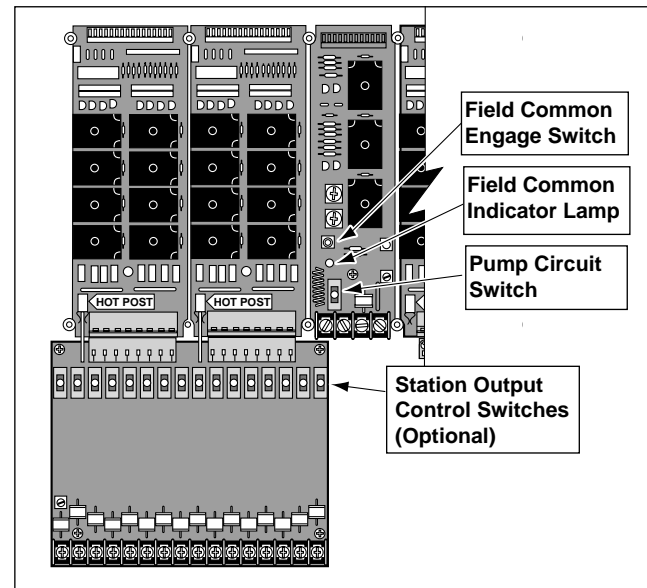 Field Common
Engage Switch
Field Common
Indicator Lamp
Pump Circuit
Switch
HOT POST
HOT POST
Station Output
Control Switches
(Optional)